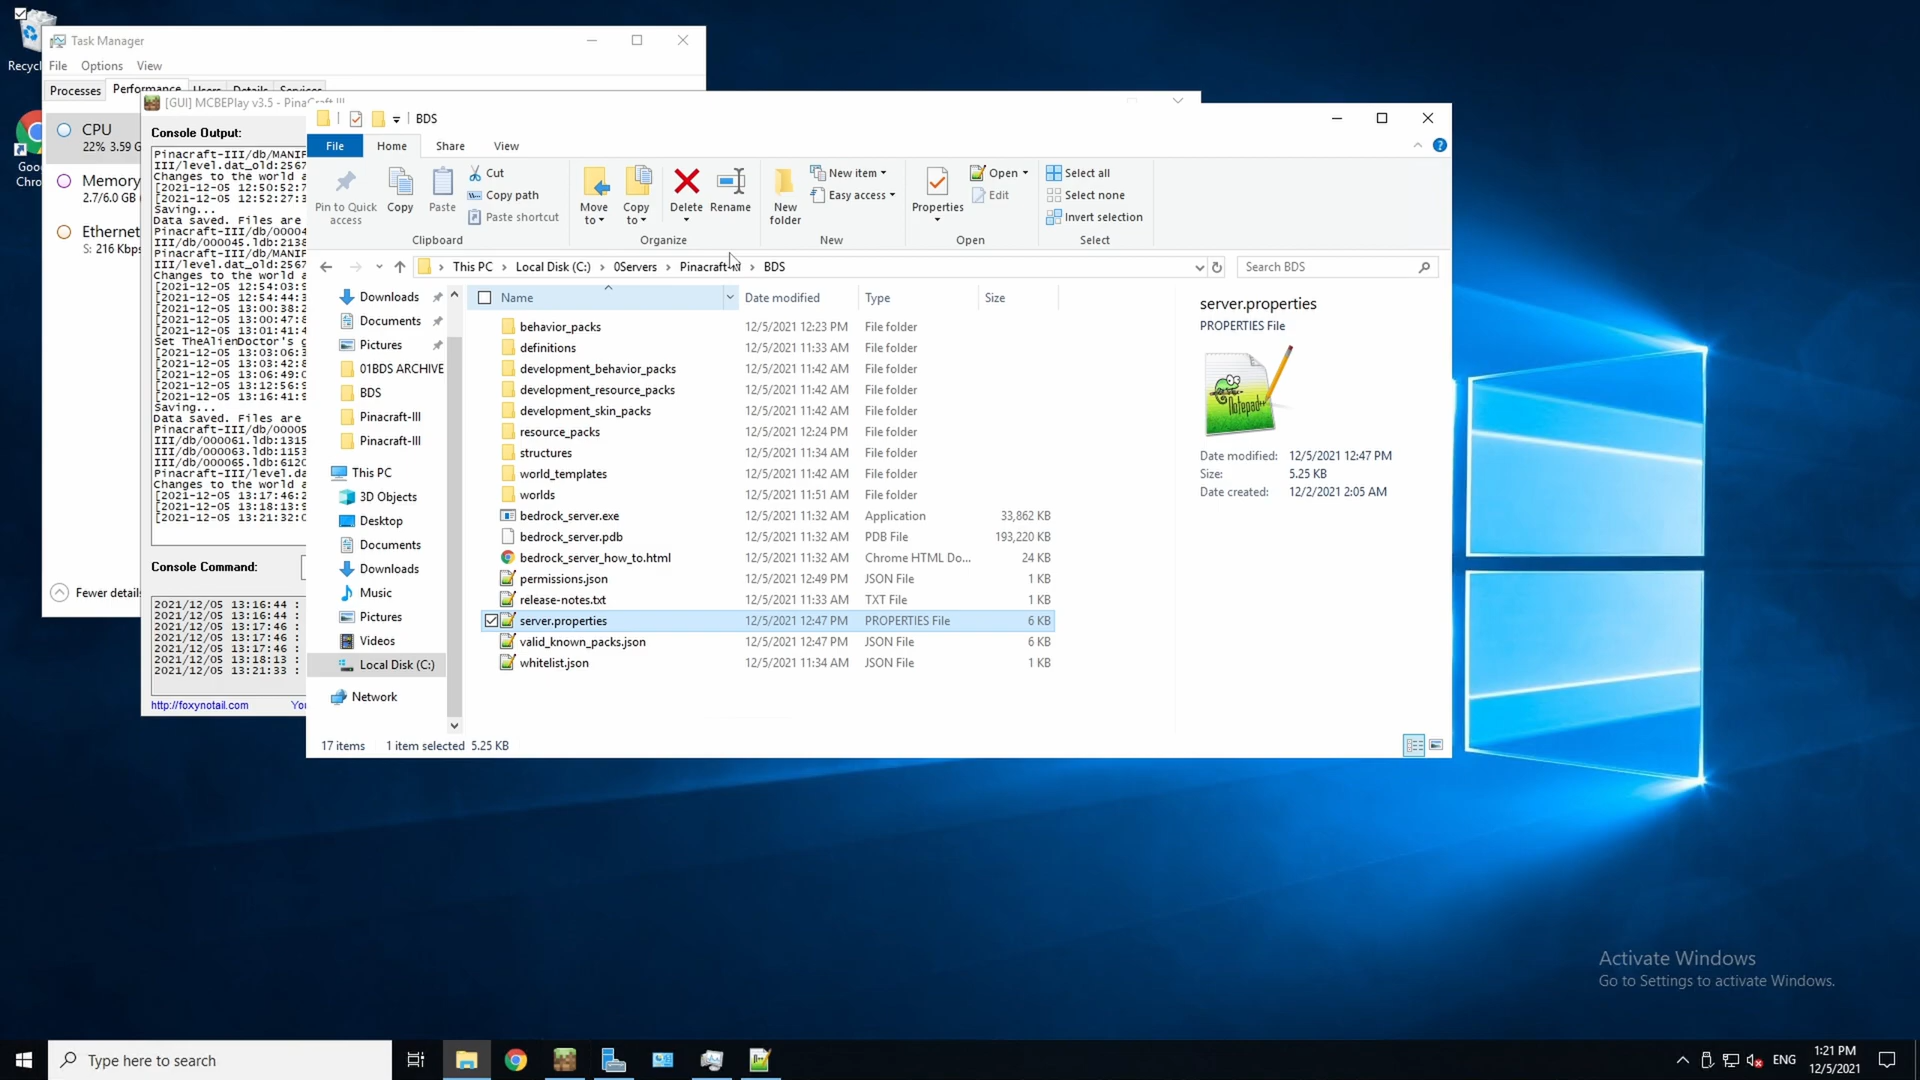 Recycl
Goo
Chro
Task Manager
File Options View
Processes Performance Users Details Services
CPU
22% 3.59 G
Memory
2.7/6.0 GB
Ethernet
S: 216 Kbps
Fewer detail
[GUI] MCBEPlay v3.5 - PinaCraft III
Console Output:
Pinacraft-III/db/MANIF
III/level.dat_old:2567
Changes to the world a
[2021-12-05 12:50:52:7
[2021-12-05 12:52:27:3
Saving...
Data saved. Files are
Pinacraft-III/db/00004
III/db/000045.ldb:2138
Pinacraft-III/db/MANIF
III/level.dat_old:2567
Changes to the world a
[2021-12-05 12:54:03:9
[2021-12-05 12:54:44:3
[2021-12-05 13:00:38:2
[2021-12-05 13:00:47:8
[2021-12-05 13:01:41:4
Set TheAlienDoctor's g
[2021-12-05 13:03:06:3
[2021-12-05 13:03:42:8
[2021-12-05 13:06:49:0
[2021-12-05 13:12:56:9
[2021-12-05 13:16:41:9
Saving...
Data saved. Files are
Pinacraft-III/db/00005
III/db/000061.ldb:1315
III/db/000063.ldb:1153
III/db/000065.ldb:6120
Pinacraft-III/level.da
Changes to the world a
[2021-12-05 13:17:46:2
[2021-12-05 13:18:13:9
[2021-12-05 13:21:32:0
Console Command:
2021/12/05 13:16:44 :
2021/12/05 13:16:44 :
2021/12/05 13:17:46 :
2021/12/05 13:17:46 :
2021/12/05 13:18:13 :
2021/12/05 13:21:33 :
http://foxynotail.com You
BDS
File Home Share View
Pin to Quick access
Copy
Paste
Cut
Copy path
Paste shortcut
Clipboard
Move to
Copy to
Delete
Rename
Organize
New folder
New item
Easy access
New
Properties
Open
Edit
Open
Select all
Select none
Invert selection
Select
This PC Local Disk (C:) 0Servers Pinacraft- BDS
Search BDS
Downloads
Documents
Pictures
01BDS ARCHIVE
BDS
Pinacraft-III
Pinacraft-III
This PC
3D Objects
Desktop
Documents
Downloads
Music
Pictures
Videos
Local Disk (C:)
Network
Name Date modified Type Size
behavior_packs 12/5/2021 12:23 PM File folder
definitions 12/5/2021 11:33 AM File folder
development_behavior_packs 12/5/2021 11:42 AM File folder
development_resource_packs 12/5/2021 11:42 AM File folder
development_skin_packs 12/5/2021 11:42 AM File folder
resource_packs 12/5/2021 12:24 PM File folder
structures 12/5/2021 11:34 AM File folder
world_templates 12/5/2021 11:42 AM File folder
worlds 12/5/2021 11:51 AM File folder
bedrock_server.exe 12/5/2021 11:32 AM Application 33,862 KB
bedrock_server.pdb 12/5/2021 11:32 AM PDB File 193,220 KB
bedrock_server_how_to.html 12/5/2021 11:32 AM Chrome HTML Do... 24 KB
permissions.json 12/5/2021 12:49 PM JSON File 1 KB
release-notes.txt 12/5/2021 11:33 AM TXT File 1 KB
server.properties 12/5/2021 12:47 PM PROPERTIES File 6 KB
valid_known_packs.json 12/5/2021 12:47 PM JSON File 6 KB
whitelist.json 12/5/2021 11:34 AM JSON File 1 KB
server.properties
PROPERTIES File
Notepad++
Date modified: 12/5/2021 12:47 PM
Size: 5.25 KB
Date created: 12/2/2021 2:05 AM
17 items 1 item selected 5.25 KB
Activate Windows
Go to Settings to activate Windows.
Type here to search
ENG
1:21 PM
12/5/2021